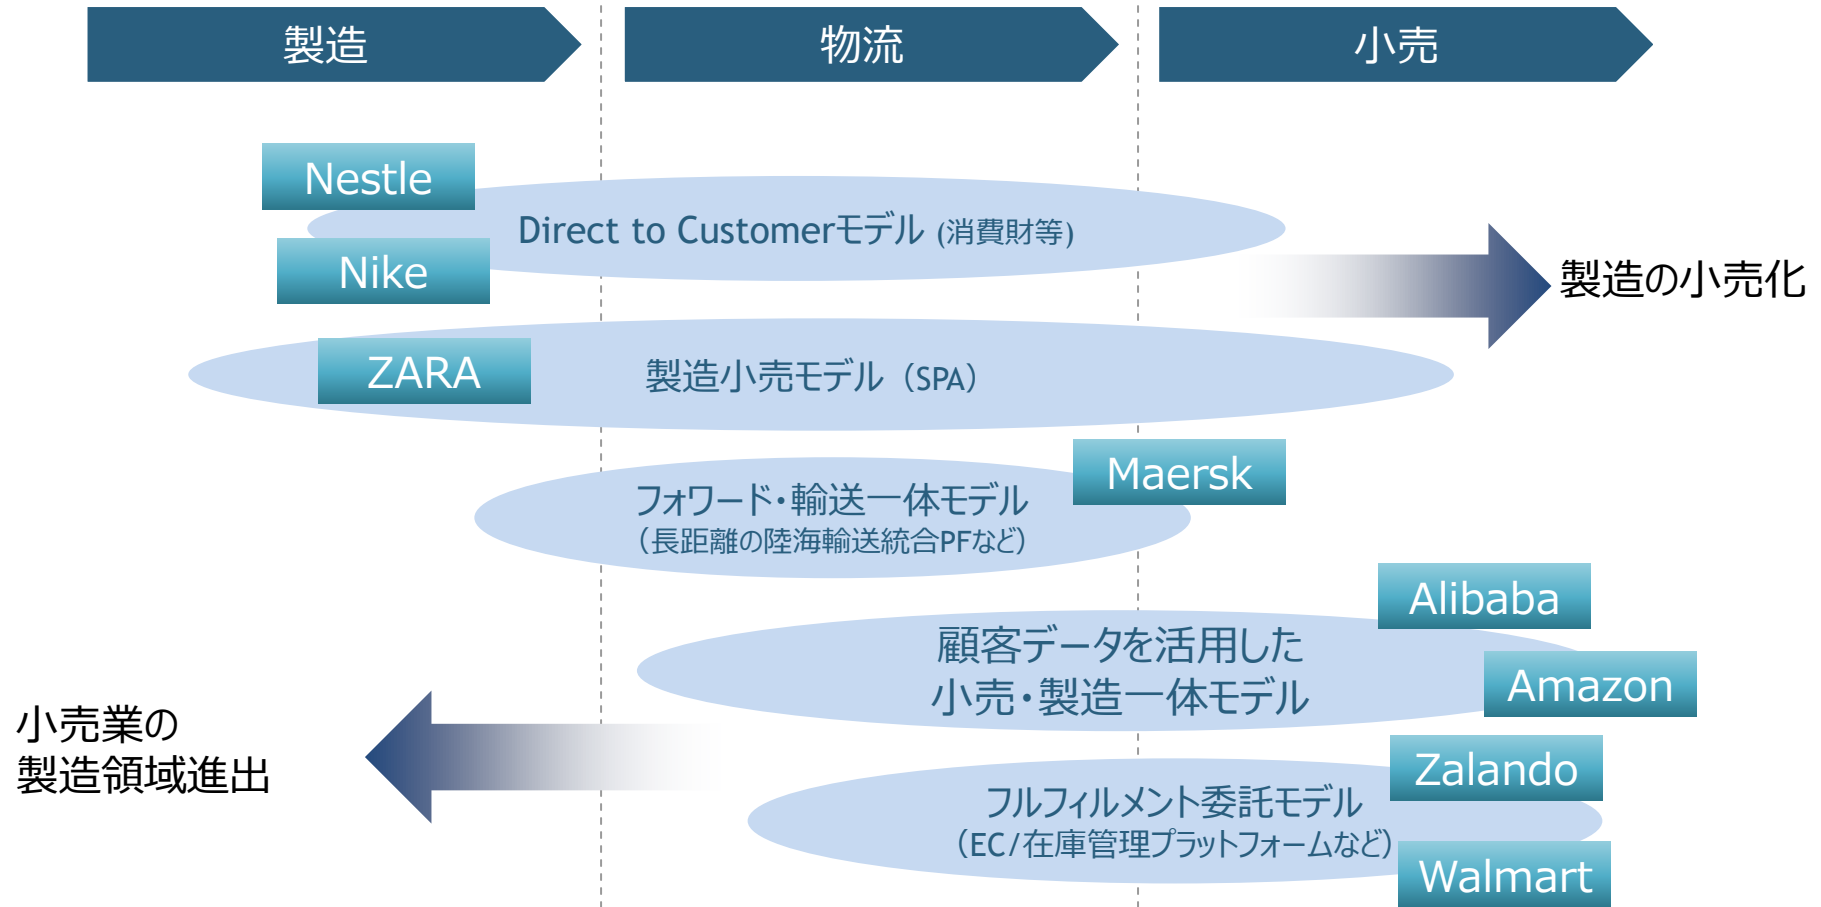 製造
物流
小売
Nestle
Direct to Customerモデル (消費財等)
Nike
製造の小売化
ZARA
製造小売モデル（SPA）
Maersk
フォワード・輸送一体モデル
（長距離の陸海輸送統合PFなど）
Alibaba
顧客データを活用した
小売・製造一体モデル
Amazon
小売業の
製造領域進出
Zalando
フルフィルメント委託モデル
（EC/在庫管理プラットフォームなど）
Walmart